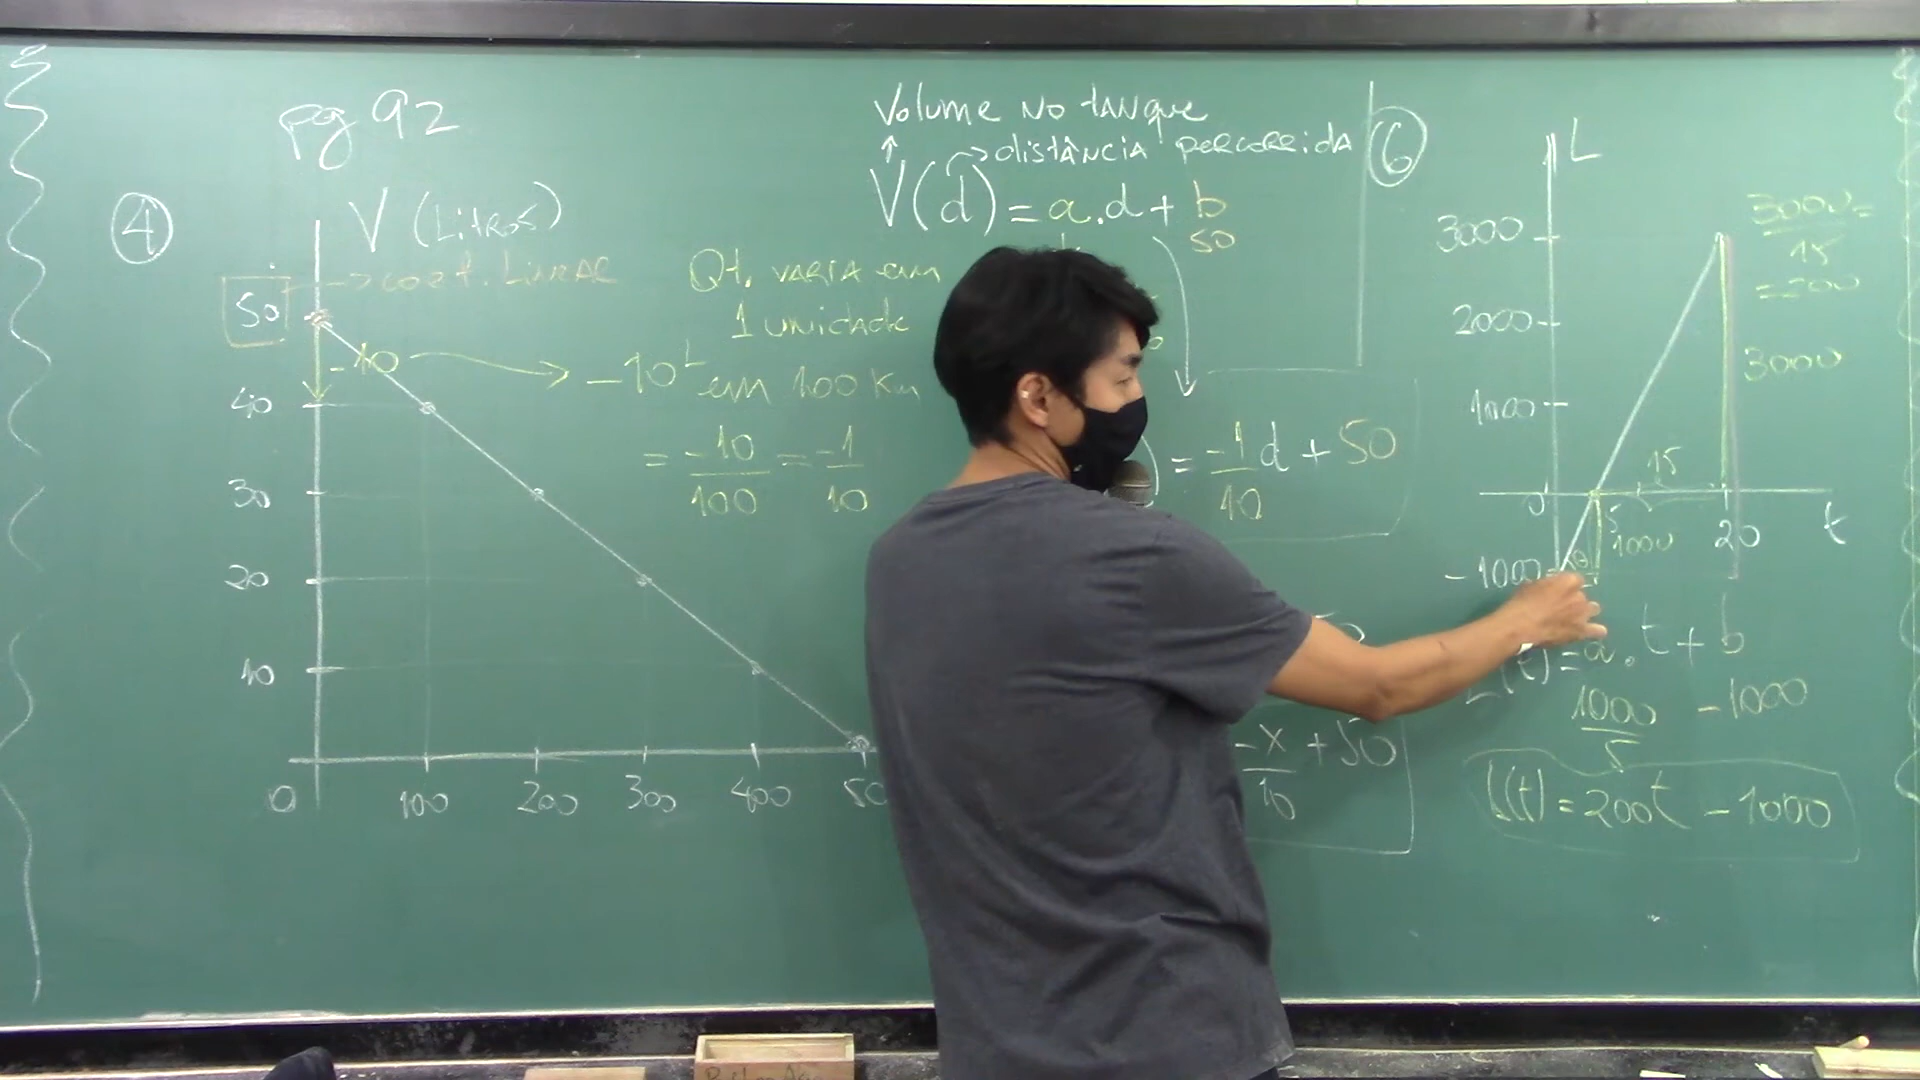 pg 92
4
V (Litros)
50
→ coef. Linear
-10
40
30
20
10
0
100
200
300
400
50
Volume no tanque
distância percorrida
V(d) = a.d + b
50
Qt. varia em
1 unidade
-10 L em 100 Km
= -10/100 = -1/10
= -1/10 d + 50
-x/10 + 50
6
L
3000
2000
1000
0
-1000
3000 =
15
= 200
3000
15
5
1000
20
t
L(t) = a.t + b
1000/5 - 1000
L(t) = 200t - 1000